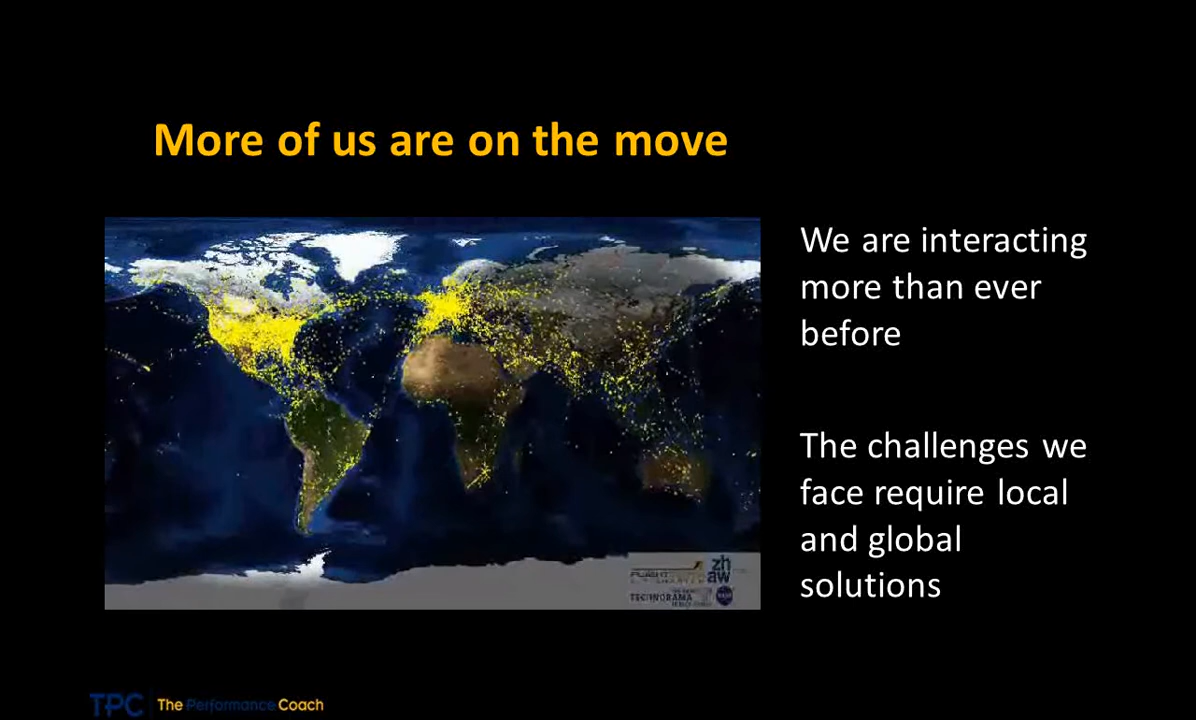 More of us are on the move
We are interacting
more than ever
before
The challenges we
face require local
and global
solutions
zh
aw
TECHNORAMA
TPC The Performance Coach